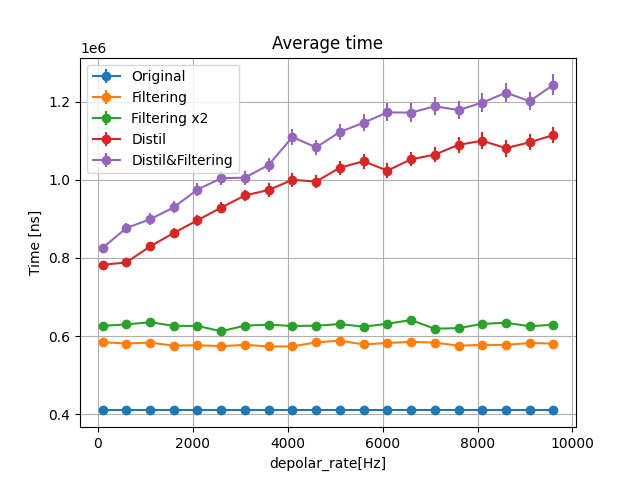 Average time
1e6
Original
Filtering
Filtering x2
Distil
Distil&Filtering
1.2
1.0
0.8
0.6
0.4
Time [ns]
0 2000 4000 6000 8000 10000
depolar_rate[Hz]